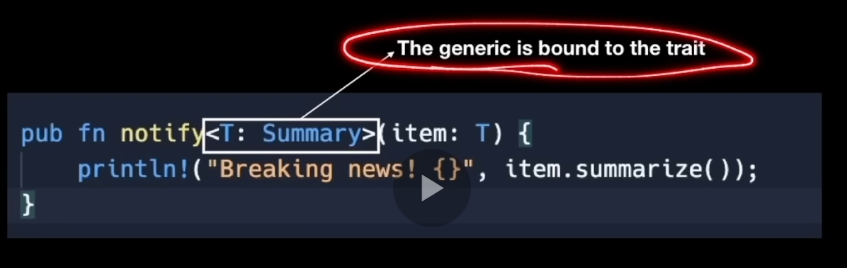 The generic is bound to the trait
pub fn notify<T: Summary>(item: T) {
println!("Breaking news! {}", item.summarize());
}